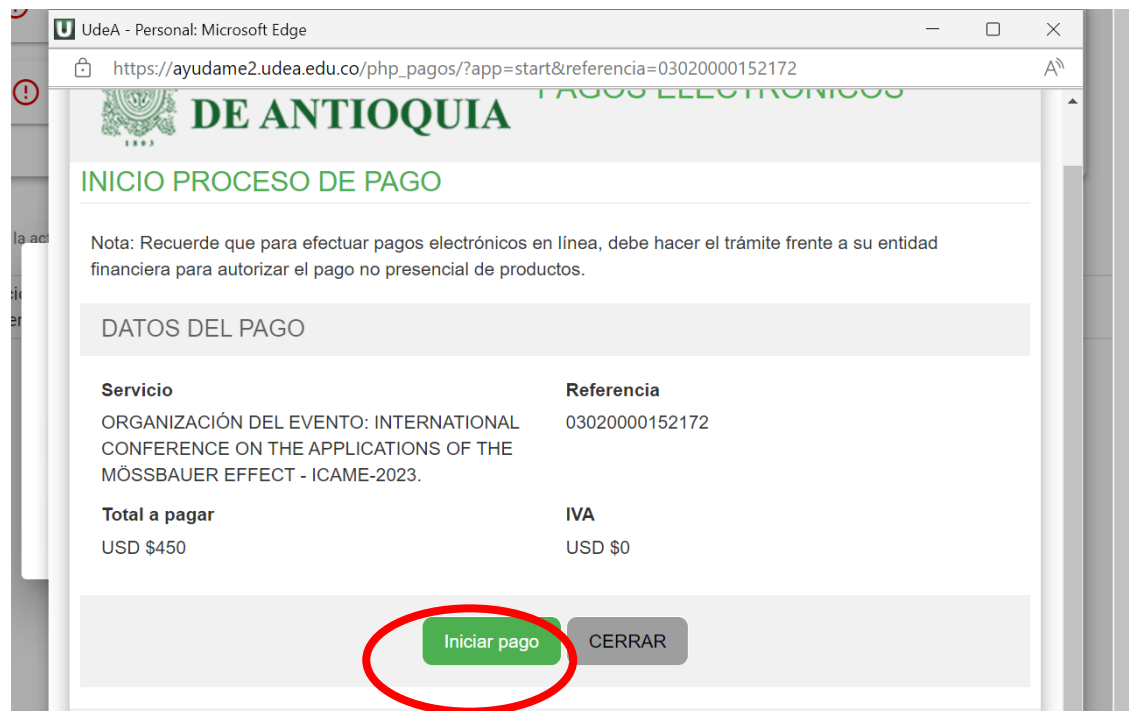 UdeA - Personal: Microsoft Edge
https://ayudame2.udea.edu.co/php_pagos/?app=start&referencia=03020000152172
PAGOS ELECTRÓNICOS
DE ANTIOQUIA
1803
INICIO PROCESO DE PAGO
la act
Nota: Recuerde que para efectuar pagos electrónicos en línea, debe hacer el trámite frente a su entidad
financiera para autorizar el pago no presencial de productos.
DATOS DEL PAGO
Servicio
ORGANIZACIÓN DEL EVENTO: INTERNATIONAL
CONFERENCE ON THE APPLICATIONS OF THE
MÖSSBAUER EFFECT - ICAME-2023.
Referencia
03020000152172
Total a pagar
USD $450
IVA
USD $0
Iniciar pago
CERRAR